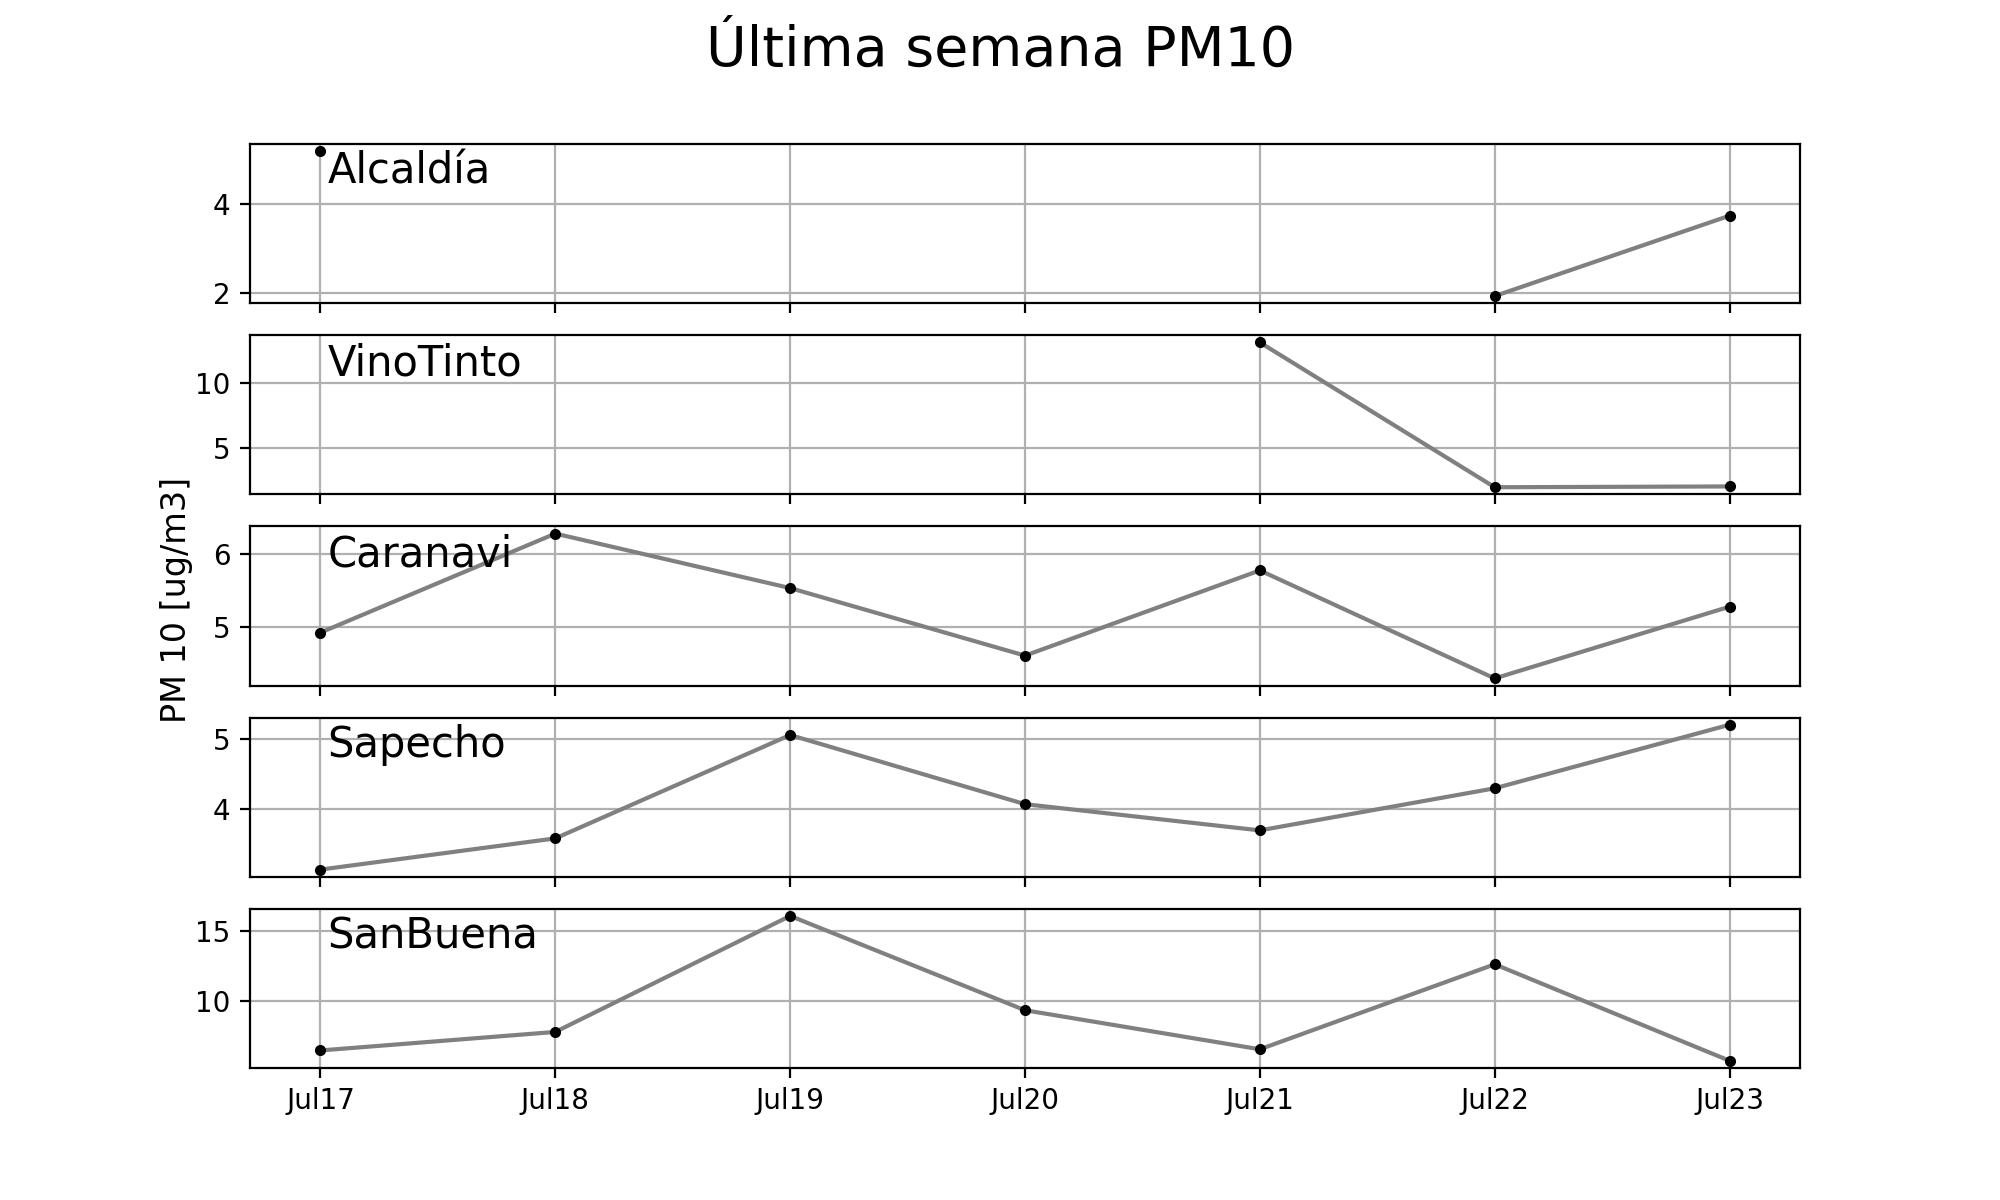 Última semana PM10
Alcaldía
4
2
VinoTinto
10
5
PM 10 [ug/m3]
Caranavi
6
5
Sapecho
5
4
SanBuena
15
10
Jul17 Jul18 Jul19 Jul20 Jul21 Jul22 Jul23